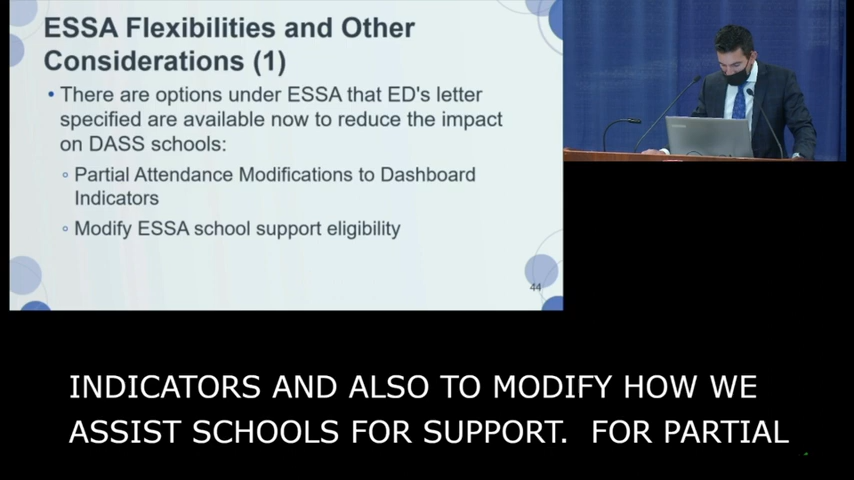 ESSA Flexibilities and Other
Considerations (1)
• There are options under ESSA that ED's letter
specified are available now to reduce the impact
on DASS schools:
◦ Partial Attendance Modifications to Dashboard
Indicators
◦ Modify ESSA school support eligibility
44
INDICATORS AND ALSO TO MODIFY HOW WE
ASSIST SCHOOLS FOR SUPPORT.  FOR PARTIAL